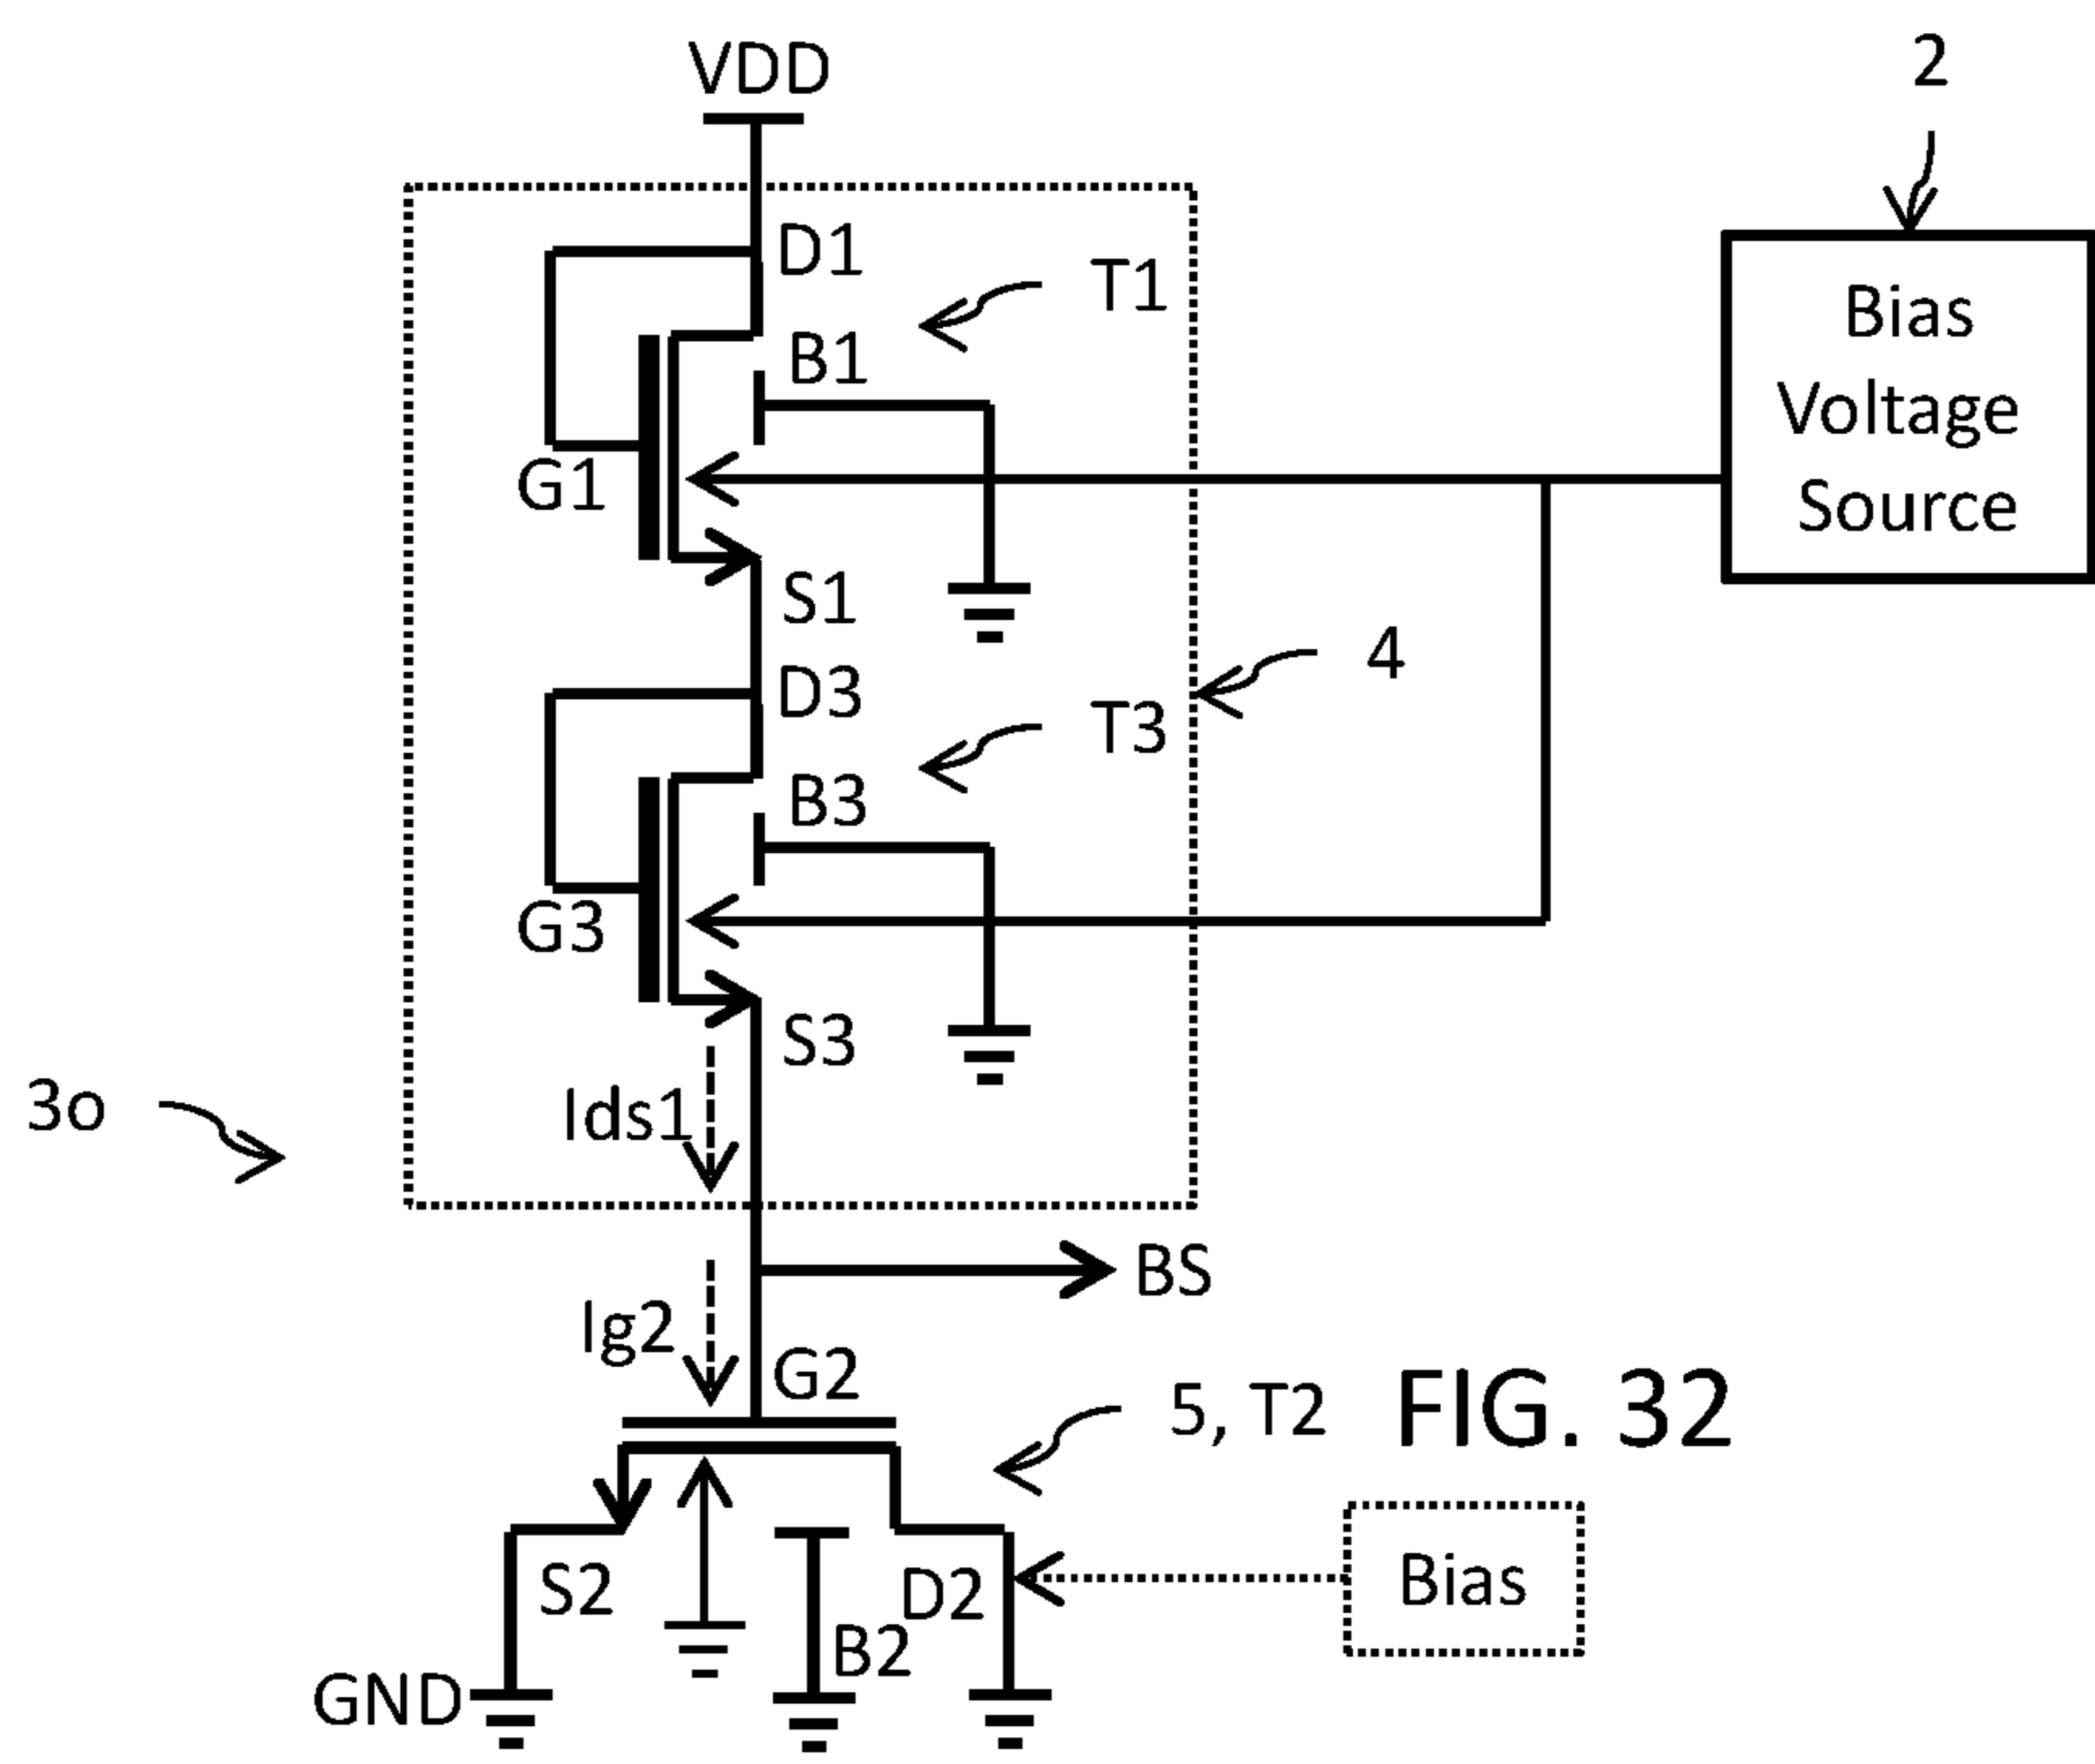 VDD
2
D1
T1
B1
Bias
Voltage
Source
G1
S1
4
D3
T3
B3
G3
S3
3o
Ids1
BS
Ig2
G2
5, T2
FIG. 32
S2
D2
Bias
B2
GND